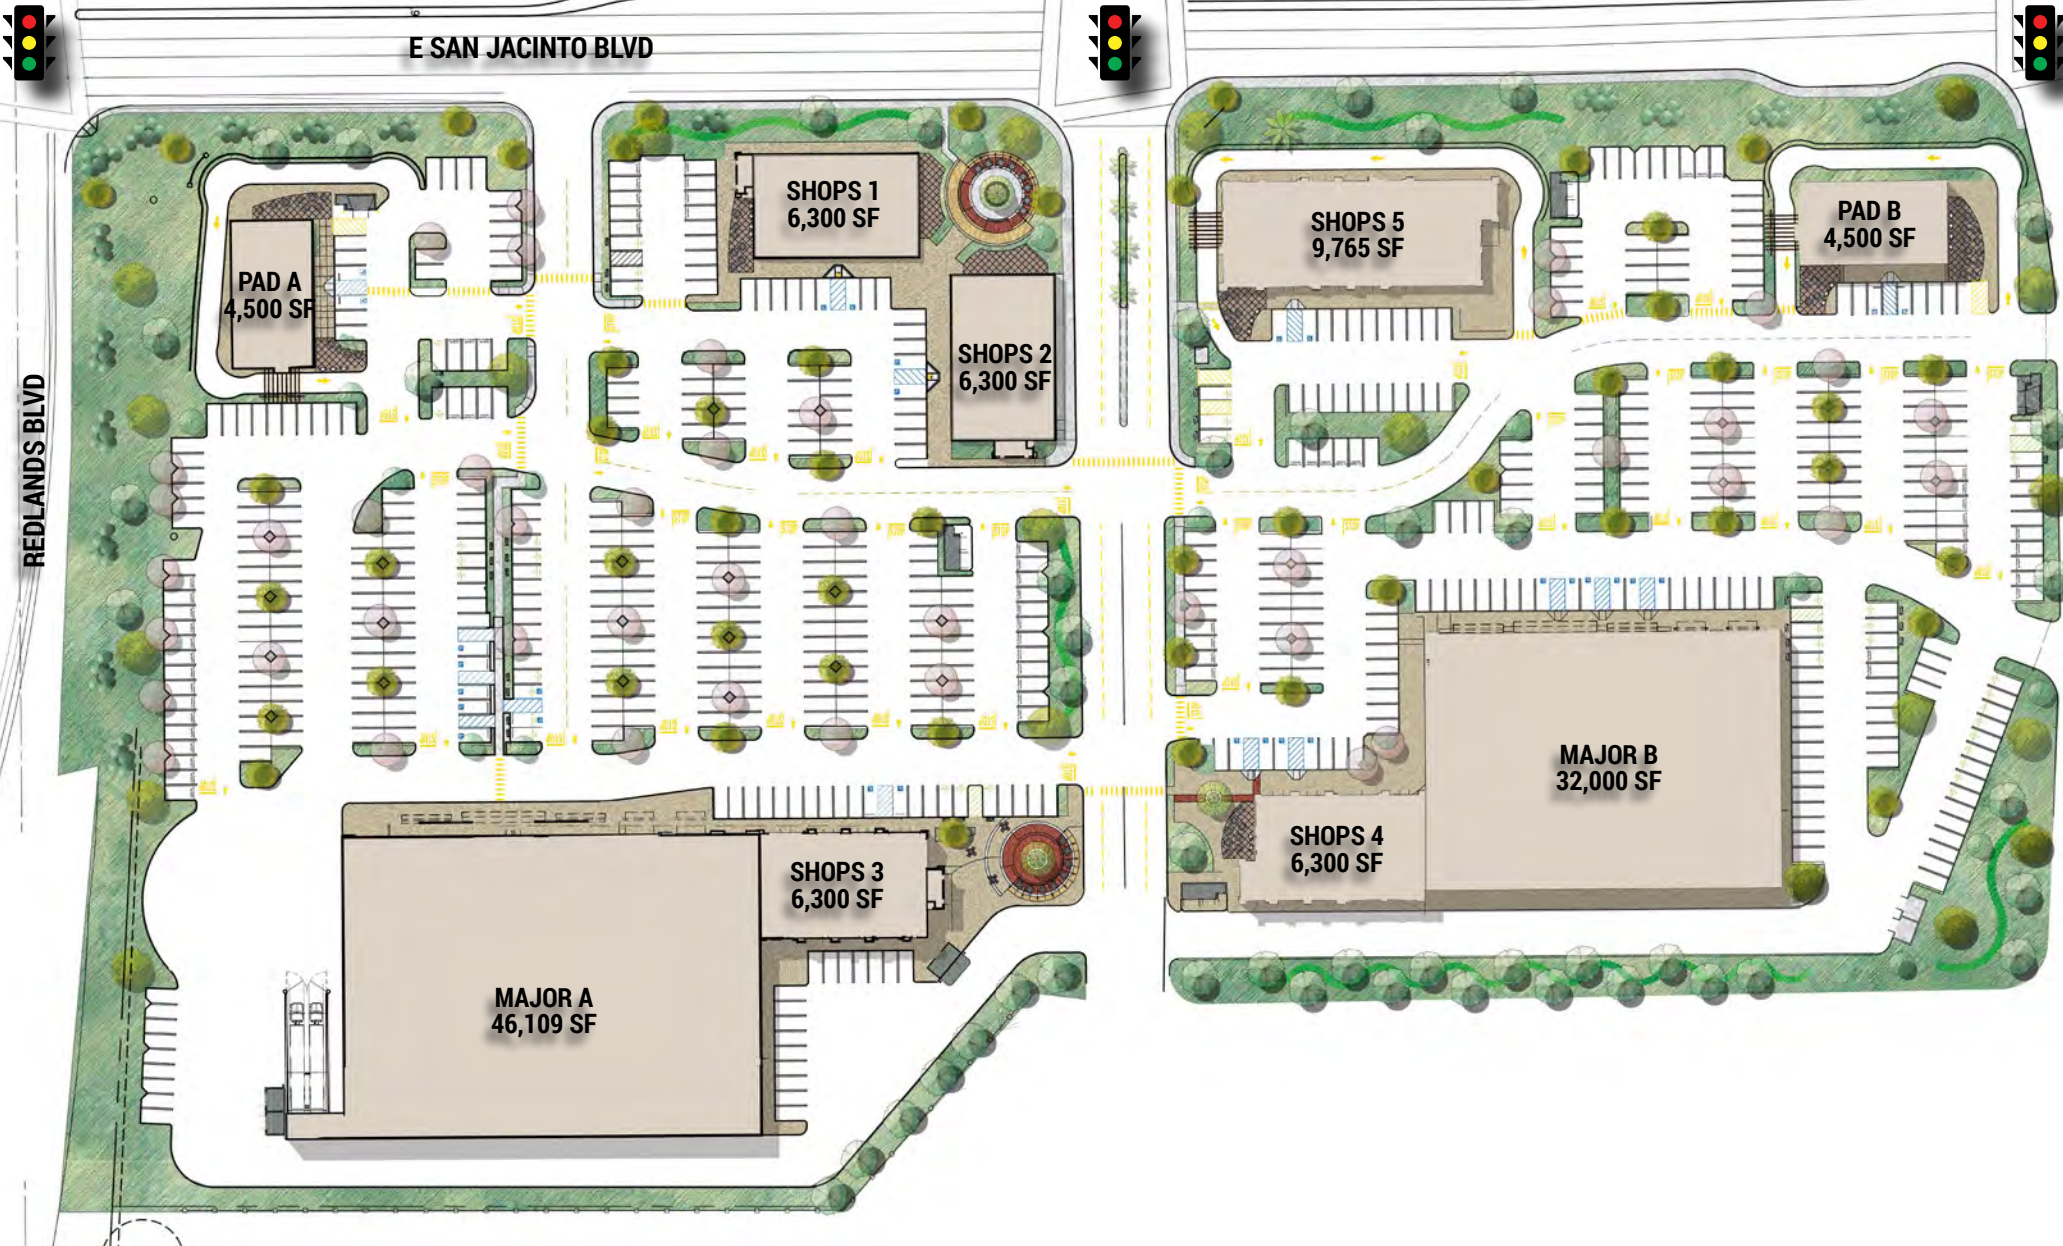 E SAN JACINTO BLVD
SHOPS 1
6,300 SF
SHOPS 5
9,765 SF
PAD B
4,500 SF
PAD A
4,500 SF
SHOPS 2
6,300 SF
REDLANDS BLVD
MAJOR B
32,000 SF
SHOPS 4
6,300 SF
SHOPS 3
6,300 SF
MAJOR A
46,109 SF